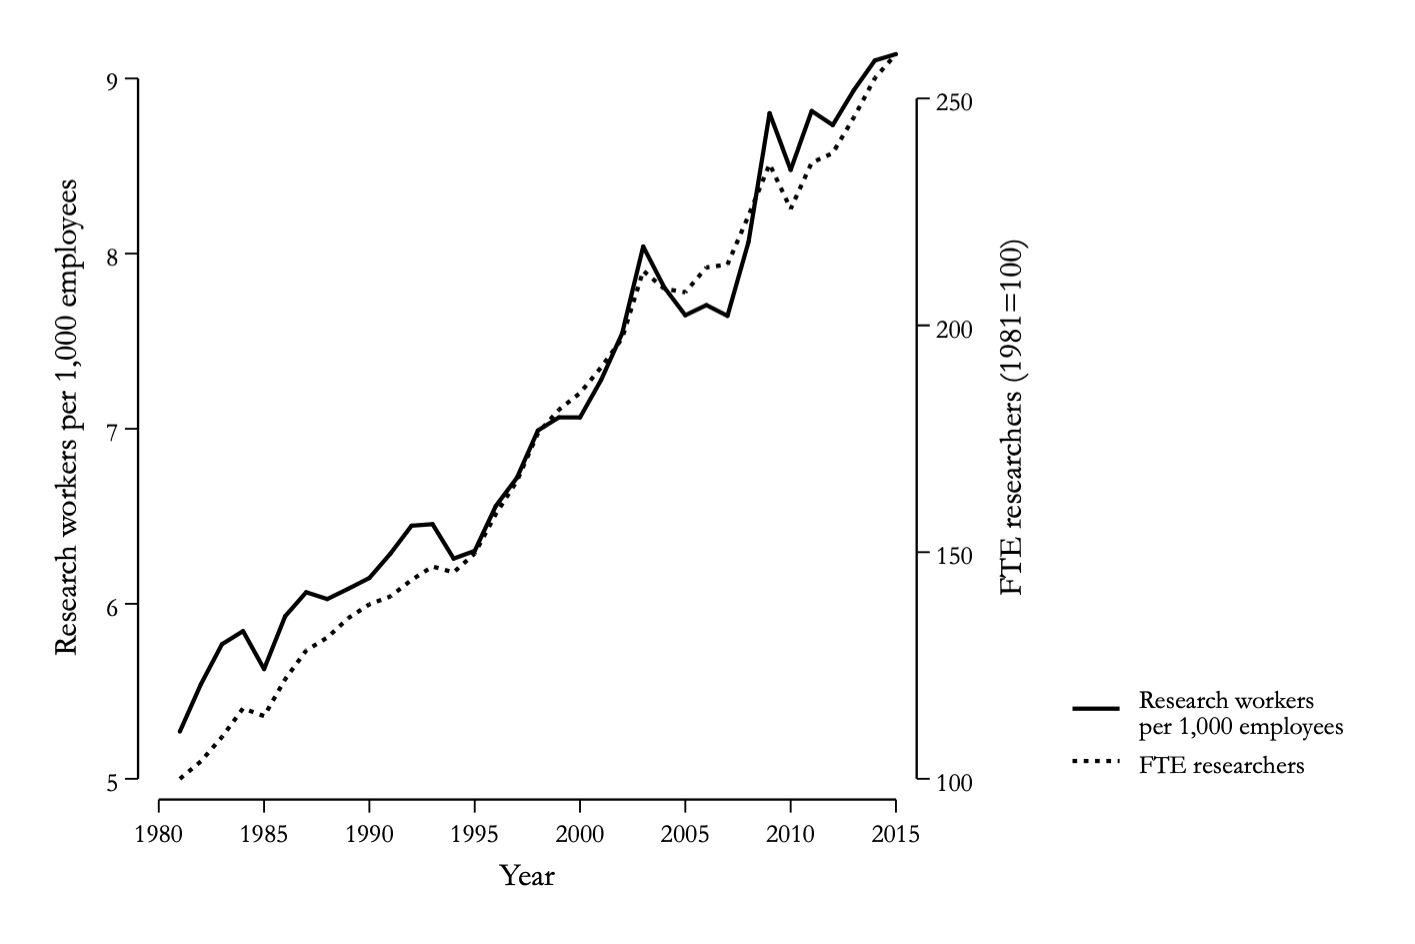 9
8
7
6
5
Research workers per 1,000 employees
250
200
150
100
FTE researchers (1981=100)
1980 1985 1990 1995 2000 2005 2010 2015
Year
Research workers
per 1,000 employees
FTE researchers